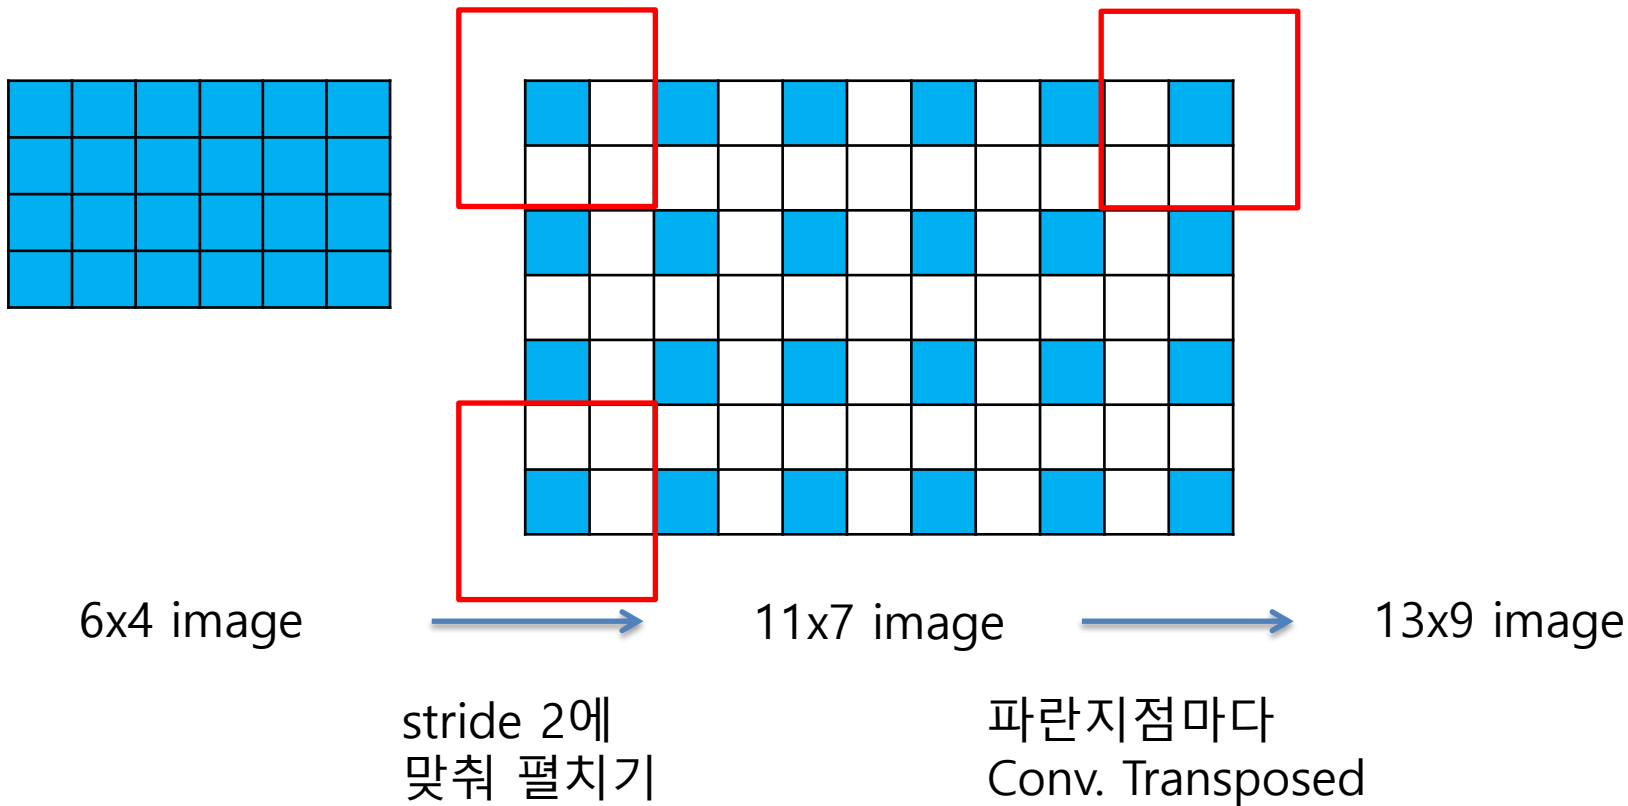 6x4 image
11x7 image
13x9 image
stride 2에
맞춰 펼치기
파란지점마다
Conv. Transposed